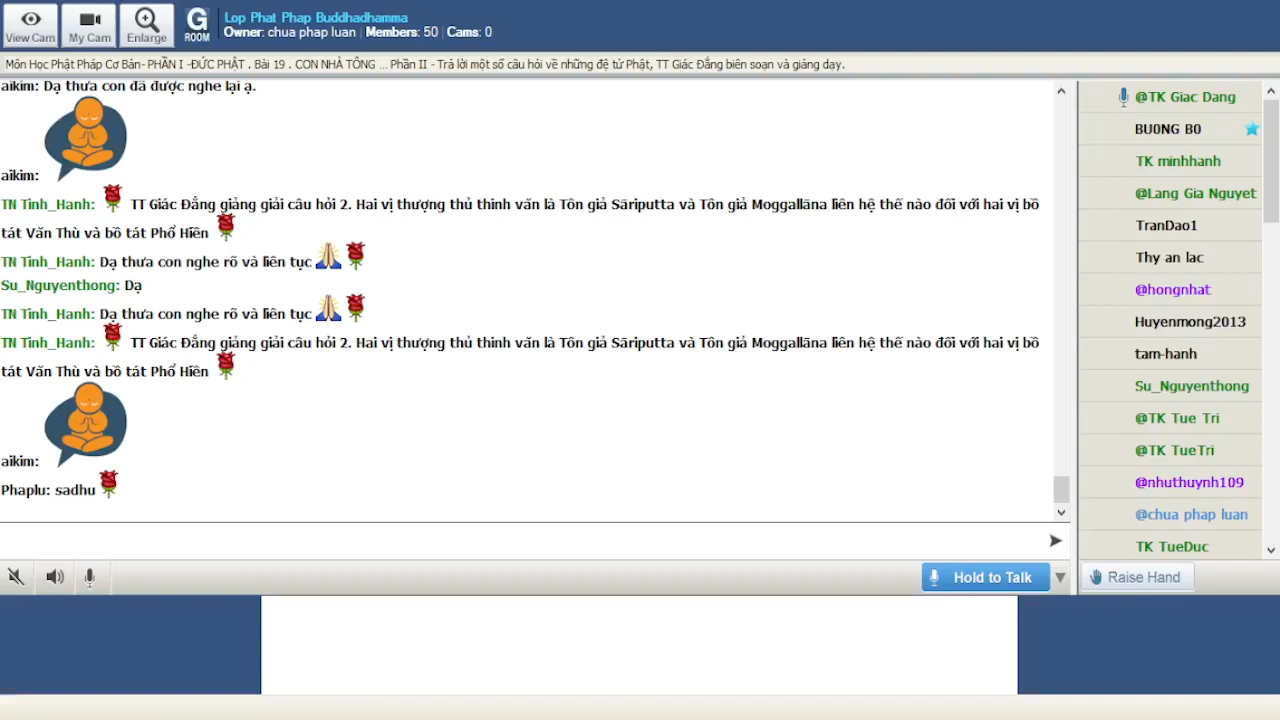 View Cam
My Cam
Enlarge
G
ROOM
Lop Phat Phap Buddhadhamma
Owner: chua phap luan | Members: 50 | Cams: 0
Môn Học Phật Pháp Cơ Bản- PHẦN I -ĐỨC PHẬT . Bài 19 . CON NHÀ TÔNG ... Phần II - Trả lời một số câu hỏi về những đệ tử Phật, TT Giác Đẳng biên soạn và giảng dạy.
aikim: Dạ thưa con đã được nghe lại ạ.
aikim:
TN Tinh_Hanh: TT Giác Đẳng giảng giải câu hỏi 2. Hai vị thượng thủ thinh văn là Tôn giả Sāriputta và Tôn giả Moggallāna liên hệ thế nào đối với hai vị bồ
tát Văn Thù và bồ tát Phổ Hiền
TN Tinh_Hanh: Dạ thưa con nghe rõ và liên tục
Su_Nguyenthong: Dạ
TN Tinh_Hanh: Dạ thưa con nghe rõ và liên tục
TN Tinh_Hanh: TT Giác Đẳng giảng giải câu hỏi 2. Hai vị thượng thủ thinh văn là Tôn giả Sāriputta và Tôn giả Moggallāna liên hệ thế nào đối với hai vị bồ
tát Văn Thù và bồ tát Phổ Hiền
aikim:
Phaplu: sadhu
@TK Giac Dang
BU0NG B0
TK minhhanh
@Lang Gia Nguyet
TranDao1
Thy an lac
@hongnhat
Huyenmong2013
tam-hanh
Su_Nguyenthong
@TK Tue Tri
@TK TueTri
@nhuthuynh109
@chua phap luan
TK TueDuc
Hold to Talk
Raise Hand